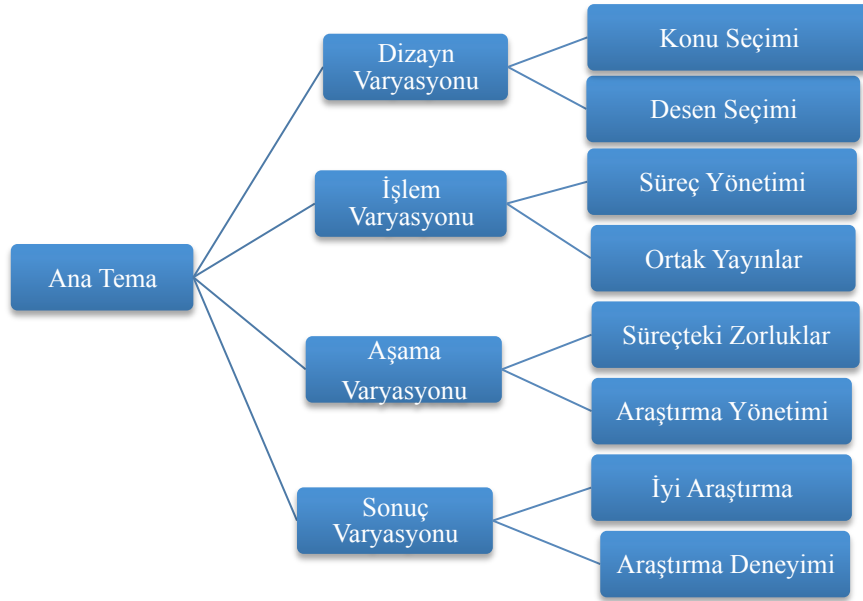 Ana Tema
Dizayn
Varyasyonu
Konu Seçimi
Desen Seçimi
İşlem
Varyasyonu
Süreç Yönetimi
Ortak Yayınlar
Aşama
Varyasyonu
Süreçteki Zorluklar
Araştırma Yönetimi
Sonuç
Varyasyonu
İyi Araştırma
Araştırma Deneyimi